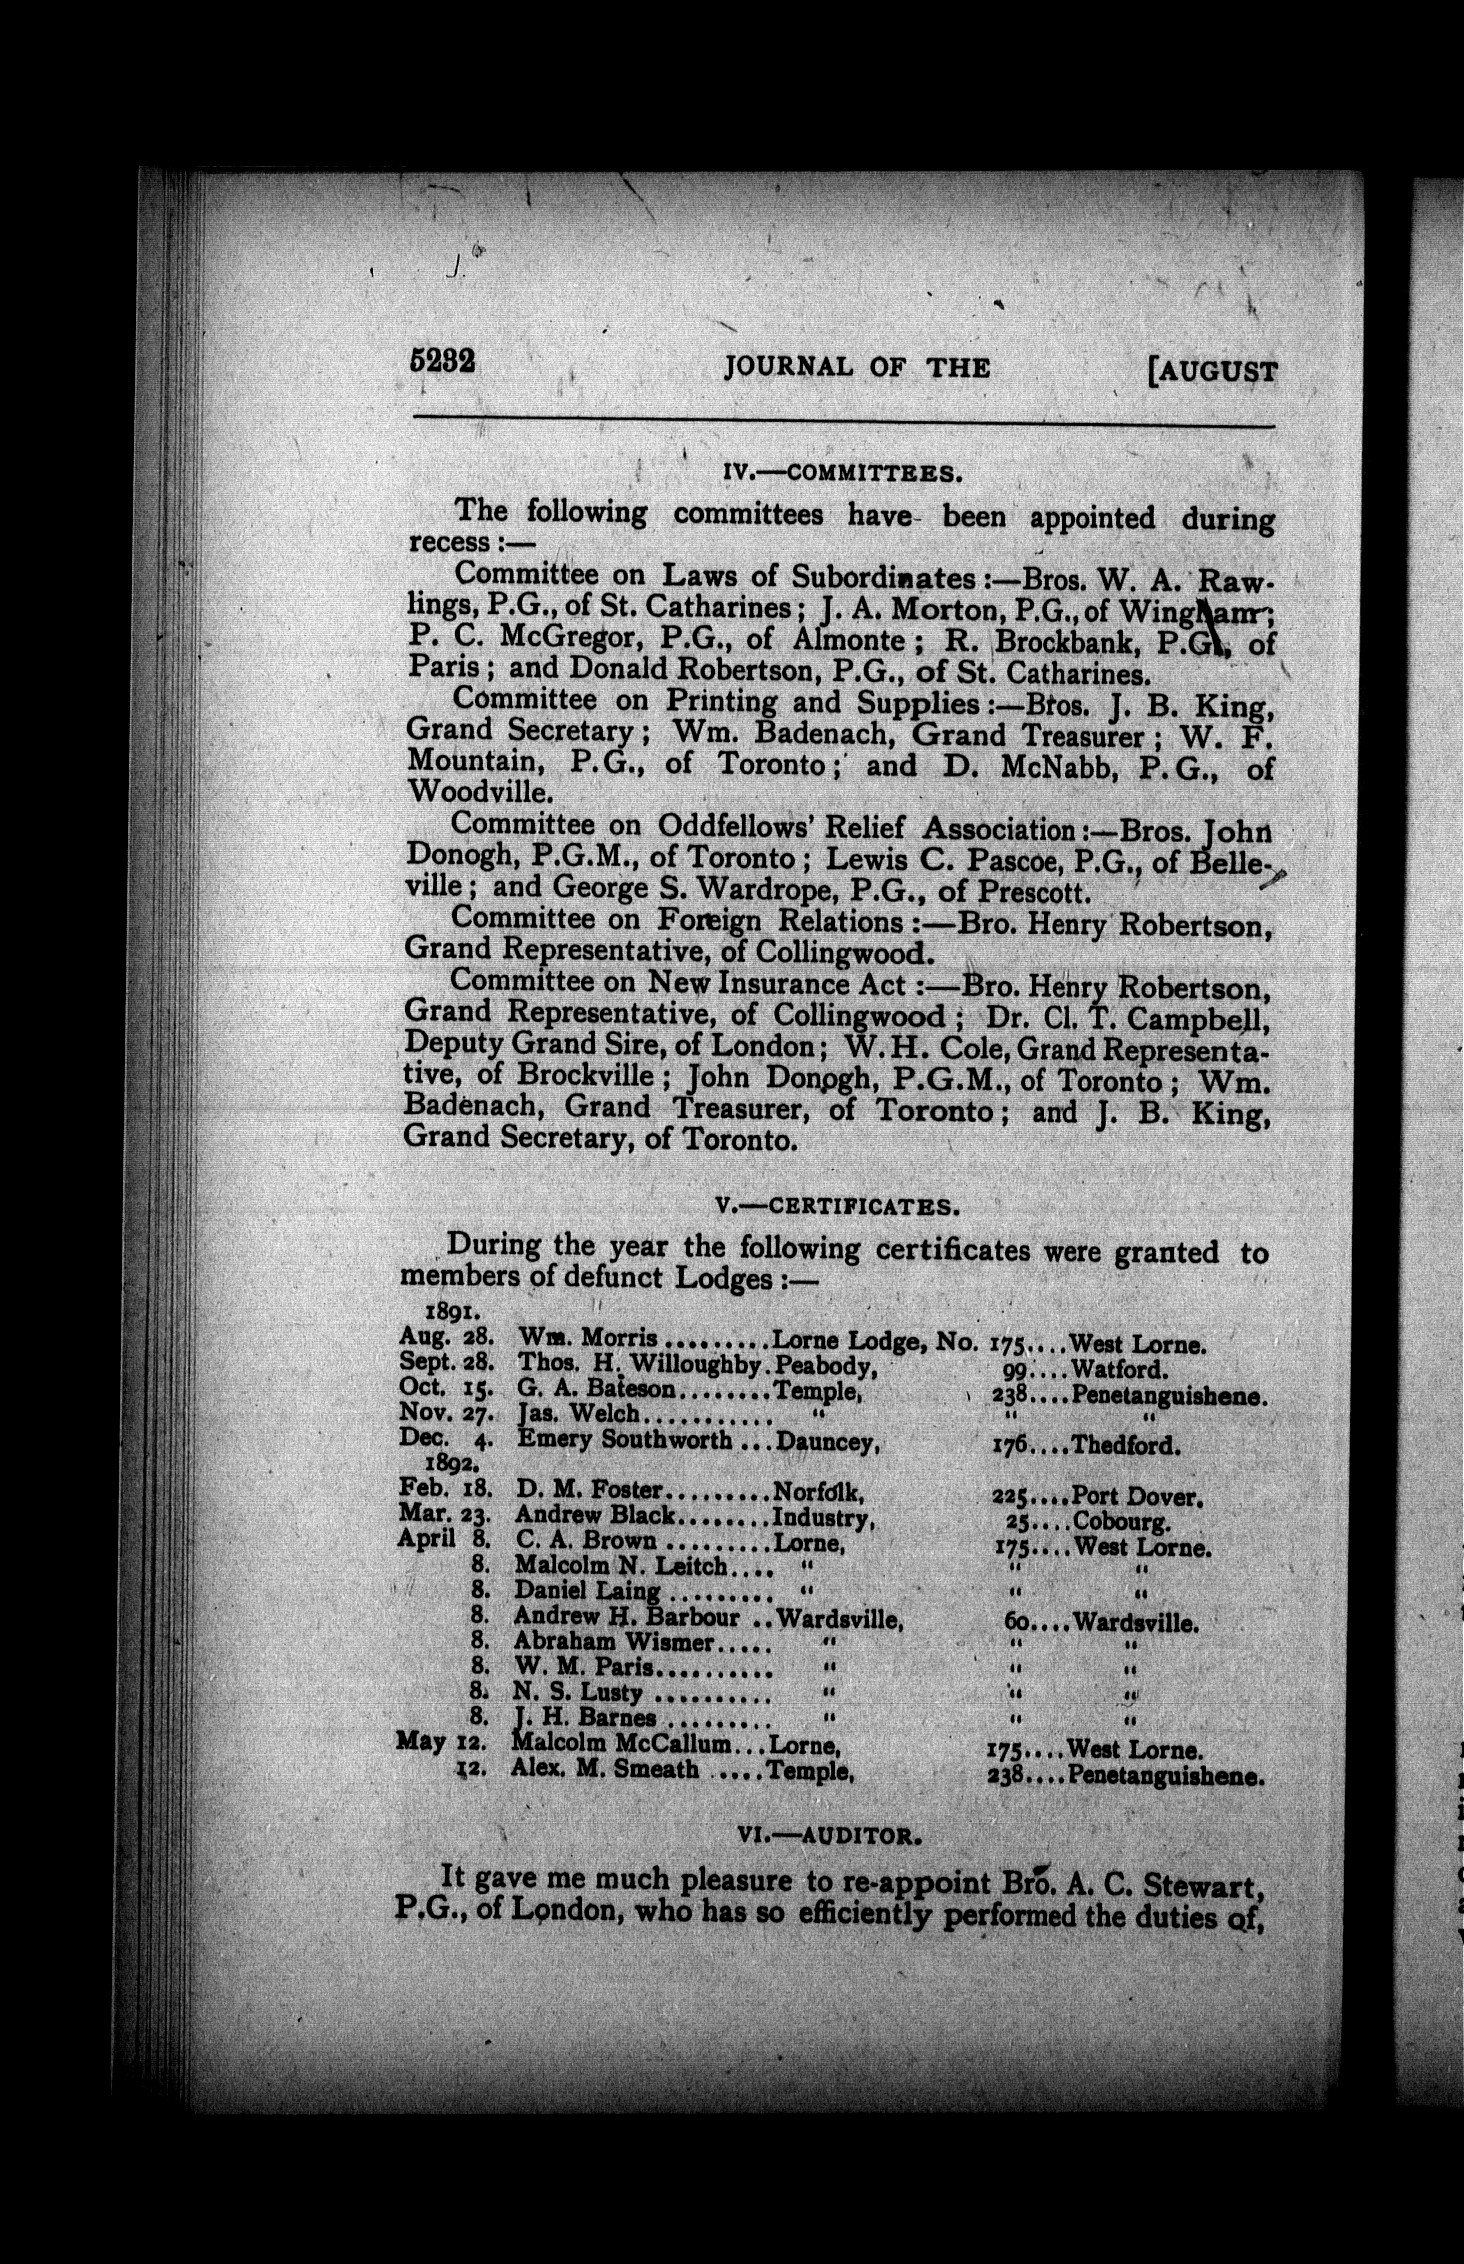 5232 JOURNAL OF THE [AUGUST
IV.—COMMITTEES.
The following committees have been appointed during
recess :—
Committee on Laws of Subordinates :—Bros. W. A. Raw-
lings, P.G., of St. Catharines ; J. A. Morton, P.G., of Wingham ;
P. C. McGregor, P.G., of Almonte ; R. Brockbank, P.G., of
Paris ; and Donald Robertson, P.G., of St. Catharines.
Committee on Printing and Supplies :—Bros. J. B. King,
Grand Secretary ; Wm. Badenach, Grand Treasurer ; W. F.
Mountain, P.G., of Toronto ; and D. McNabb, P.G., of
Woodville.
Committee on Oddfellows' Relief Association :—Bros. John
Donogh, P.G.M., of Toronto ; Lewis C. Pascoe, P.G., of Belle-
ville ; and George S. Wardrope, P.G., of Prescott.
Committee on Foreign Relations :—Bro. Henry Robertson,
Grand Representative, of Collingwood.
Committee on New Insurance Act :—Bro. Henry Robertson,
Grand Representative, of Collingwood ; Dr. Cl. T. Campbell,
Deputy Grand Sire, of London ; W. H. Cole, Grand Representa-
tive, of Brockville ; John Donogh, P.G.M., of Toronto ; Wm.
Badenach, Grand Treasurer, of Toronto ; and J. B. King,
Grand Secretary, of Toronto.
V.—CERTIFICATES.
During the year the following certificates were granted to
members of defunct Lodges :—
1891.
Aug. 28. Wm. Morris.........Lorne Lodge, No. 175....West Lorne.
Sept. 28. Thos. H. Willoughby.Peabody, 99....Watford.
Oct. 15. G. A. Bateson........Temple, 238....Penetanguishene.
Nov. 27. Jas. Welch........... " " "
Dec. 4. Emery Southworth ...Dauncey, 176....Thedford.
1892.
Feb. 18. D. M. Foster.........Norfolk, 225....Port Dover.
Mar. 23. Andrew Black........Industry, 25....Cobourg.
April 8. C. A. Brown .........Lorne, 175....West Lorne.
8. Malcolm N. Leitch.... " " "
8. Daniel Laing ......... " " "
8. Andrew H. Barbour ..Wardsville, 60....Wardsville.
8. Abraham Wismer..... " " "
8. W. M. Paris.......... " " "
8. N. S. Lusty .......... " " "
8. J. H. Barnes ......... " " "
May 12. Malcolm McCallum...Lorne, 175....West Lorne.
12. Alex. M. Smeath .....Temple, 238....Penetanguishene.
VI.—AUDITOR.
It gave me much pleasure to re-appoint Bro. A. C. Stewart,
P.G., of London, who has so efficiently performed the duties of,